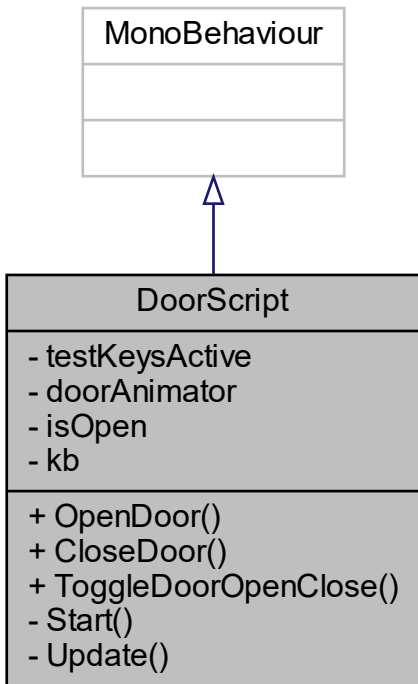 MonoBehaviour
DoorScript
- testKeysActive
- doorAnimator
- isOpen
- kb
+ OpenDoor()
+ CloseDoor()
+ ToggleDoorOpenClose()
- Start()
- Update()